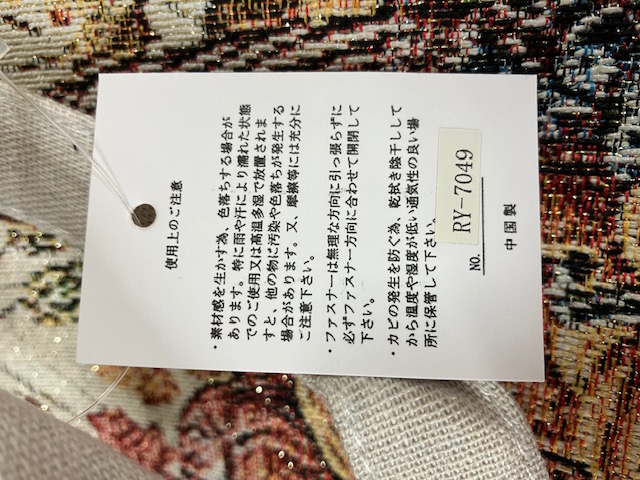 使用上のご注意
・素材感を生かす為、色落ちする場合が
あります。特に雨や汗により濡れた状態
でのご使用又は高温多湿で放置されま
すと、他の物に汚染や色落ちが発生する
場合があります。又、摩擦等には充分に
ご注意下さい。
・ファスナーは無理な方向に引っ張らずに
必ずファスナー方向に合わせて開閉して
下さい。
・カビの発生を防ぐ為、乾拭き陰干しして
から温度や湿度が低い通気性の良い場
所に保管して下さい。
NO. RY-7049
中国製